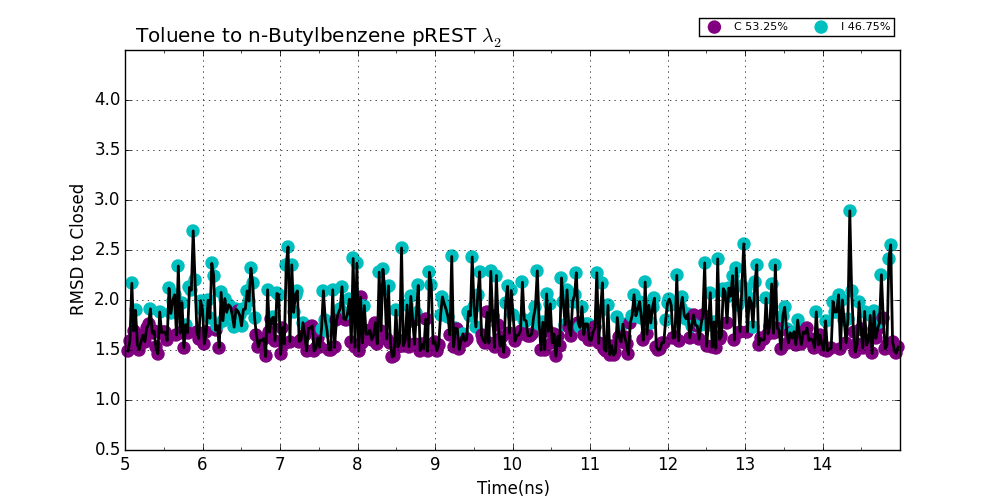 Toluene to n-Butylbenzene pREST λ₂
C 53.25%
I 46.75%
RMSD to Closed
4.0
3.5
3.0
2.5
2.0
1.5
1.0
0.5
5 6 7 8 9 10 11 12 13 14
Time(ns)